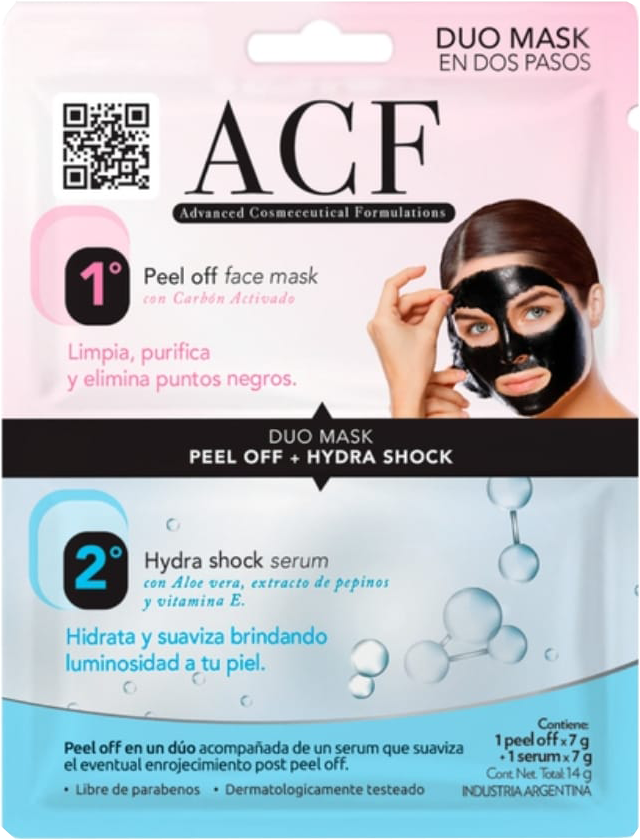 DUO MASK
EN DOS PASOS
ACF
Advanced Cosmeceutical Formulations
1°
Peel off face mask
con Carbón Activado
Limpia, purifica
y elimina puntos negros.
DUO MASK
PEEL OFF + HYDRA SHOCK
2°
Hydra shock serum
con Aloe vera, extracto de pepinos
y vitamina E.
Hidrata y suaviza brindando
luminosidad a tu piel.
Peel off en un dúo acompañada de un serum que suaviza
el eventual enrojecimiento post peel off.
• Libre de parabenos • Dermatologicamente testeado
Contiene:
1 peel off x 7 g
+ 1 serum x 7 g
Cont. Net. Total: 14 g
INDUSTRIA ARGENTINA